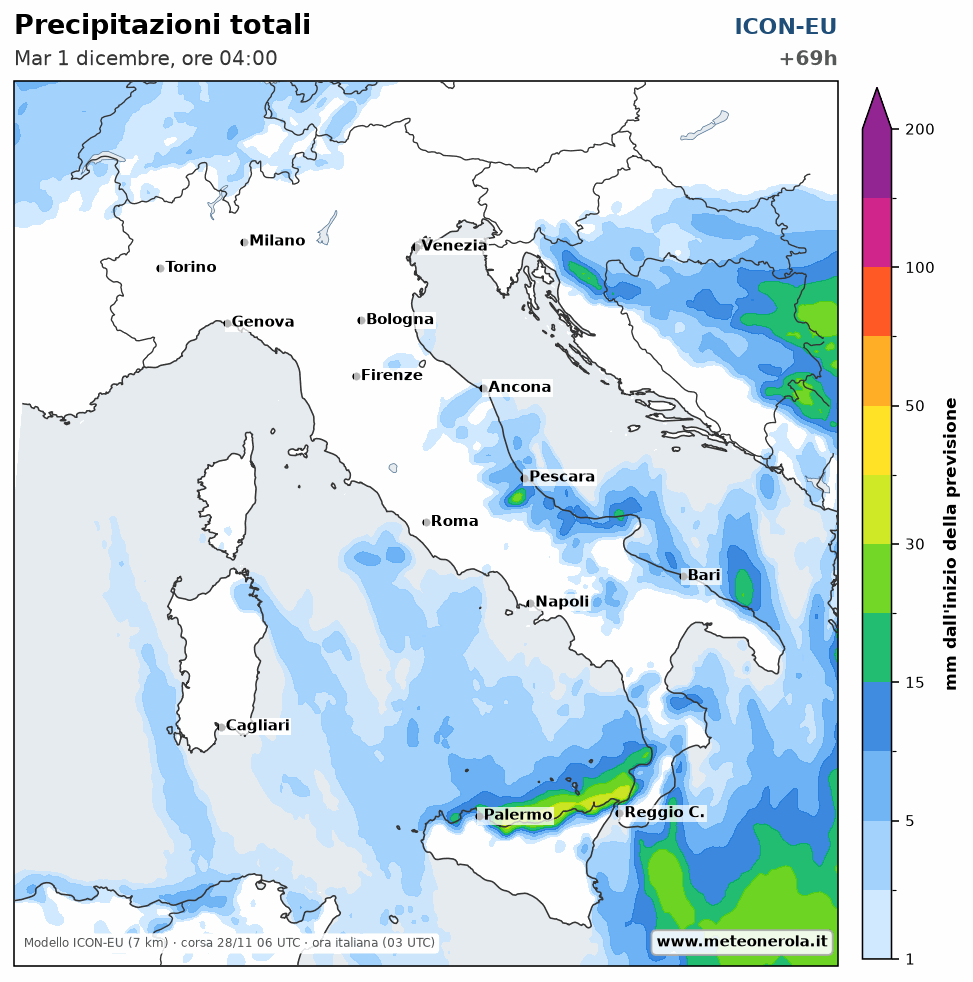 Precipitazioni totali
ICON-EU
Mar 1 dicembre, ore 04:00
+69h
Milano
Venezia
Torino
Genova
Bologna
Firenze
Ancona
Pescara
Roma
Bari
Napoli
Cagliari
Palermo
Reggio C.
200
100
50
30
15
5
1
mm dall'inizio della previsione
Modello ICON-EU (7 km) · corsa 28/11 06 UTC · ora italiana (03 UTC)
www.meteonerola.it